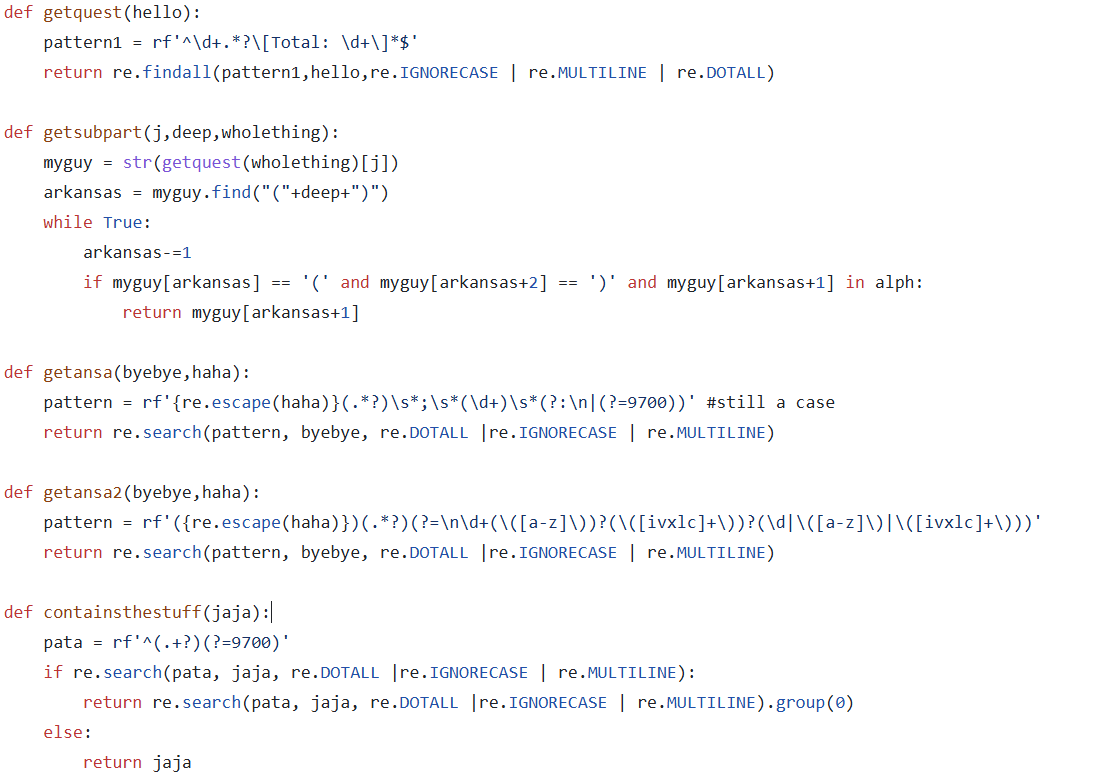 def getquest(hello):
    pattern1 = rf'^\d+.*?\[Total: \d+\]*$'
    return re.findall(pattern1,hello,re.IGNORECASE | re.MULTILINE | re.DOTALL)

def getsubpart(j,deep,wholething):
    myguy = str(getquest(wholething)[j])
    arkansas = myguy.find("("+deep+")")
    while True:
        arkansas-=1
        if myguy[arkansas] == '(' and myguy[arkansas+2] == ')' and myguy[arkansas+1] in alph:
            return myguy[arkansas+1]

def getansa(byebye,haha):
    pattern = rf'{re.escape(haha)}(.*?)\s*;\s*(\d+)\s*(?:\n|(?=9700))' #still a case
    return re.search(pattern, byebye, re.DOTALL |re.IGNORECASE | re.MULTILINE)

def getansa2(byebye,haha):
    pattern = rf'({re.escape(haha)})(.*?)(?=\n\d+(\([a-z]\))?(\([ivxlc]+\))?(\d|\([a-z]\)|\([ivxlc]+\)))'
    return re.search(pattern, byebye, re.DOTALL |re.IGNORECASE | re.MULTILINE)

def containsthestuff(jaja):
    pata = rf'^(.+?)(?=9700)'
    if re.search(pata, jaja, re.DOTALL |re.IGNORECASE | re.MULTILINE):
        return re.search(pata, jaja, re.DOTALL |re.IGNORECASE | re.MULTILINE).group(0)
    else:
        return jaja